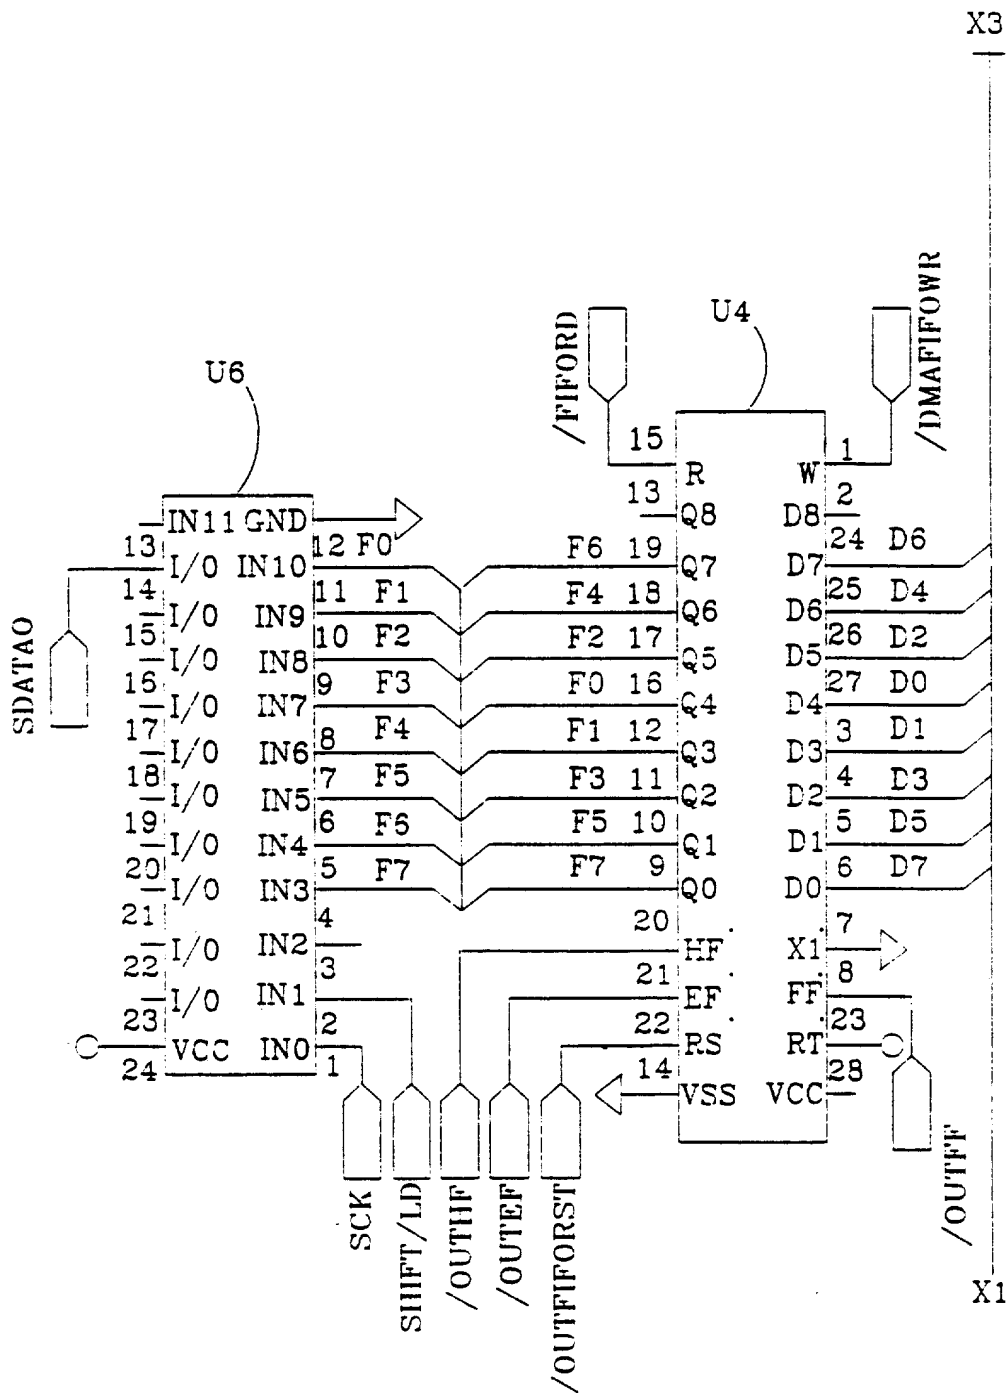 X3
U4
/FIFORD
/DMAFIFOWR
U6
15
R
W
1
13
Q8
D8
2
IN11
GND
13
12
F0
F6
19
Q7
D7
24
D6
I/O
IN10
14
11
F1
F4
18
Q6
D6
25
D4
I/O
IN9
15
10
F2
F2
17
Q5
D5
26
D2
I/O
IN8
16
9
F3
F0
16
Q4
D4
27
D0
I/O
IN7
17
8
F4
F1
12
Q3
D3
3
D1
I/O
IN6
18
7
F5
F3
11
Q2
D2
4
D3
I/O
IN5
19
6
F6
F5
10
Q1
D1
5
D5
I/O
IN4
20
5
F7
F7
9
Q0
D0
6
D7
I/O
IN3
21
4
20
HF
X1
7
I/O
IN2
22
3
21
EF
FF
8
I/O
IN1
23
2
22
RS
RT
23
VCC
IN0
24
1
14
VSS
VCC
28
SDATAO
SCK
SHIFT/LD
/OUTHF
/OUTEF
/OUTFIFORST
/OUTFF
X1